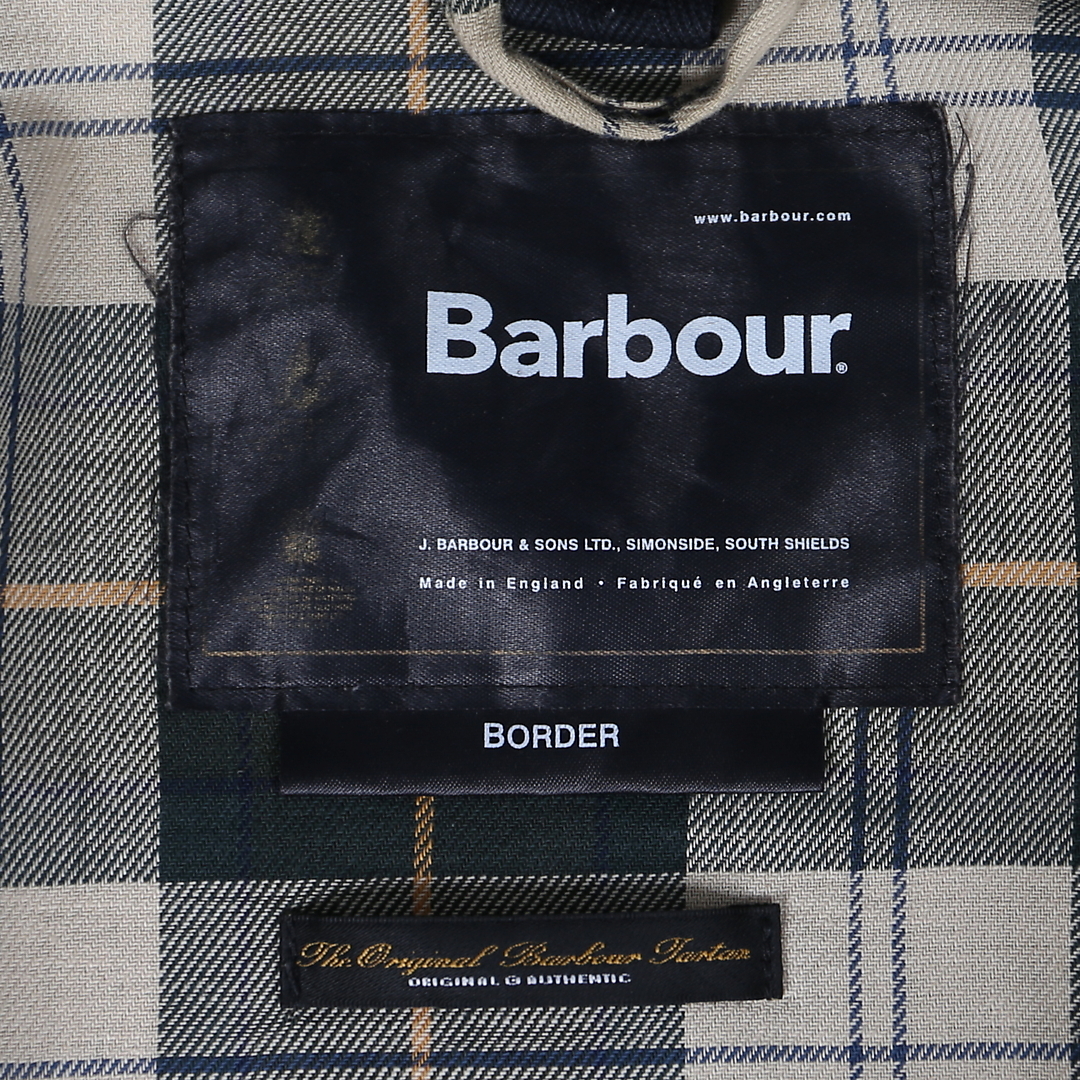 www.barbour.com
Barbour®
J. BARBOUR & SONS LTD., SIMONSIDE, SOUTH SHIELDS
Made in England • Fabriqué en Angleterre
BORDER
The Original Barbour Tartan
ORIGINAL & AUTHENTIC